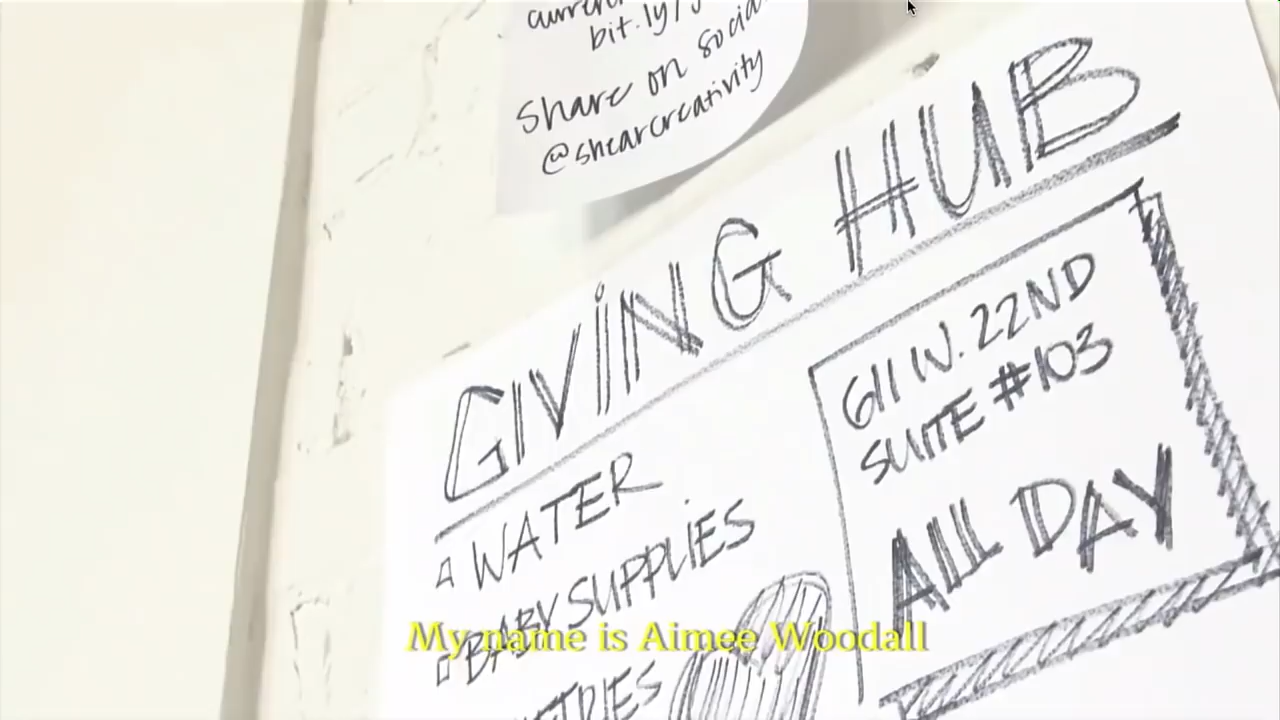 bit.ly/
Share on social
@shearcreativity
GIVING HUB
WATER
BABY SUPPLIES
611 W. 22ND
SUITE #103
ALL DAY
My name is Aimee Woodall